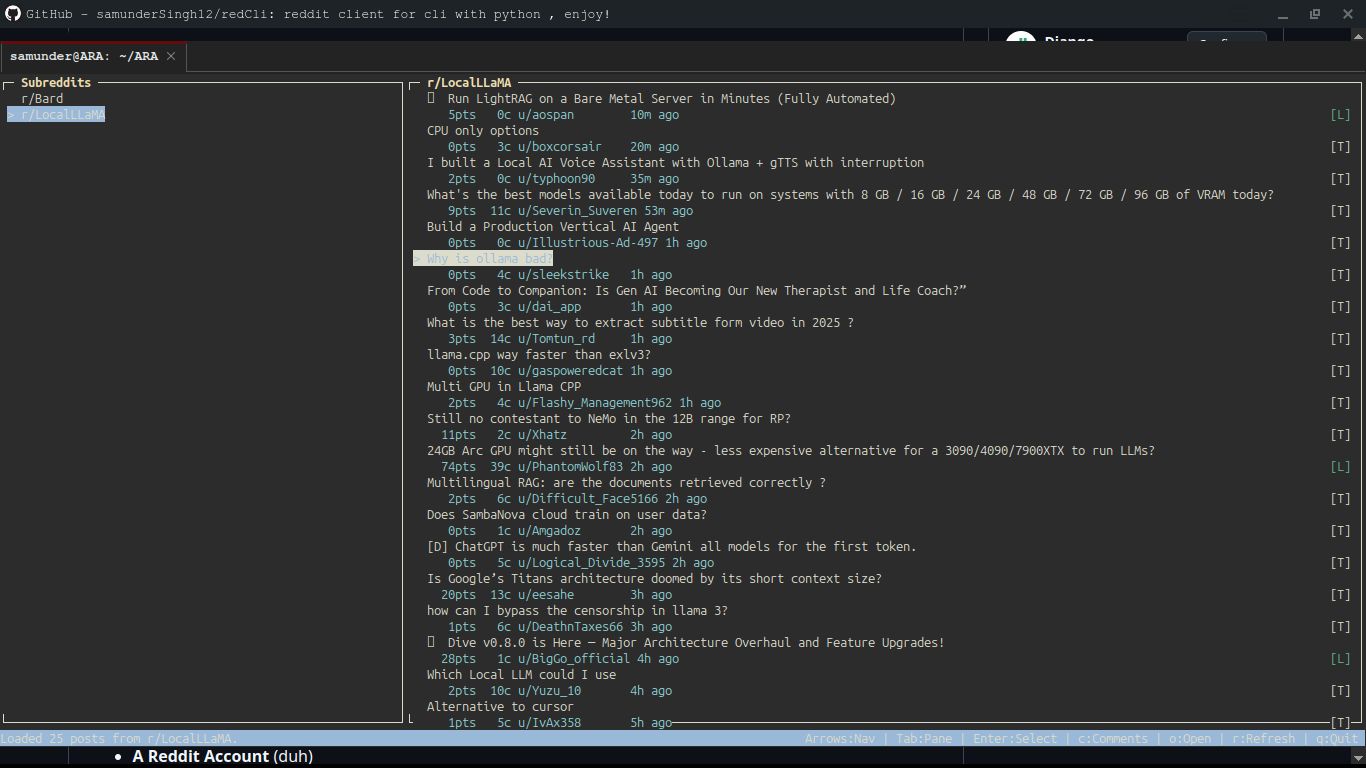 GitHub - samunderSingh12/redCli: reddit client for cli with python , enjoy!
Django
samunder@ARA: ~/ARA
Subreddits
r/Bard
> r/LocalLLaMA
r/LocalLLaMA
Run LightRAG on a Bare Metal Server in Minutes (Fully Automated)
5pts 0c u/aospan 10m ago [L]
CPU only options
0pts 3c u/boxcorsair 20m ago [T]
I built a Local AI Voice Assistant with Ollama + gTTS with interruption
2pts 0c u/typhoon90 35m ago [T]
What's the best models available today to run on systems with 8 GB / 16 GB / 24 GB / 48 GB / 72 GB / 96 GB of VRAM today?
9pts 11c u/Severin_Suveren 53m ago [T]
Build a Production Vertical AI Agent
0pts 0c u/Illustrious-Ad-497 1h ago [T]
> Why is ollama bad?
0pts 4c u/sleekstrike 1h ago [T]
From Code to Companion: Is Gen AI Becoming Our New Therapist and Life Coach?”
0pts 3c u/dai_app 1h ago [T]
What is the best way to extract subtitle form video in 2025 ?
3pts 14c u/Tomtun_rd 1h ago [T]
llama.cpp way faster than exlv3?
0pts 10c u/gaspoweredcat 1h ago [T]
Multi GPU in Llama CPP
2pts 4c u/Flashy_Management962 1h ago [T]
Still no contestant to NeMo in the 12B range for RP?
11pts 2c u/Xhatz 2h ago [T]
24GB Arc GPU might still be on the way - less expensive alternative for a 3090/4090/7900XTX to run LLMs?
74pts 39c u/PhantomWolf83 2h ago [L]
Multilingual RAG: are the documents retrieved correctly ?
2pts 6c u/Difficult_Face5166 2h ago [T]
Does SambaNova cloud train on user data?
0pts 1c u/Amgadoz 2h ago [T]
[D] ChatGPT is much faster than Gemini all models for the first token.
0pts 5c u/Logical_Divide_3595 2h ago [T]
Is Google’s Titans architecture doomed by its short context size?
20pts 13c u/eesahe 3h ago [T]
how can I bypass the censorship in llama 3?
1pts 6c u/DeathnTaxes66 3h ago [T]
Dive v0.8.0 is Here — Major Architecture Overhaul and Feature Upgrades!
28pts 1c u/BigGo_official 4h ago [L]
Which Local LLM could I use
2pts 10c u/Yuzu_10 4h ago [T]
Alternative to cursor
1pts 5c u/IvAx358 5h ago [T]
Loaded 25 posts from r/LocalLLaMA. Arrows:Nav | Tab:Pane | Enter:Select | c:Comments | o:Open | r:Refresh | q:Quit
• A Reddit Account (duh)